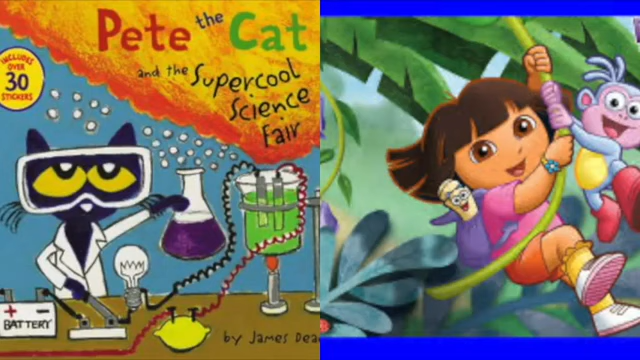 Pete the Cat
and the Supercool
Science
Fair
INCLUDES
OVER
30
STICKERS
+ -
BATTERY
by James Dea